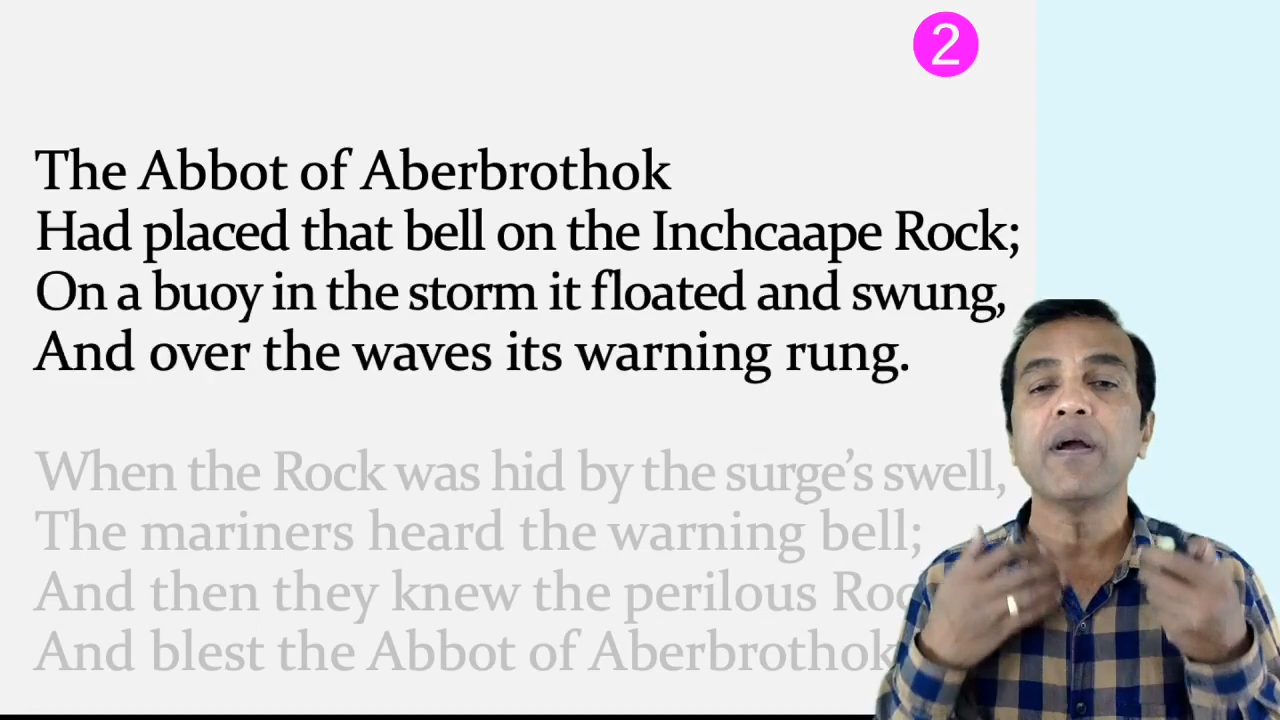 2
The Abbot of Aberbrothok
Had placed that bell on the Inchcaape Rock;
On a buoy in the storm it floated and swung,
And over the waves its warning rung.
When the Rock was hid by the surge’s swell,
The mariners heard the warning bell;
And then they knew the perilous
And blest the Abbot of Aberbrothok